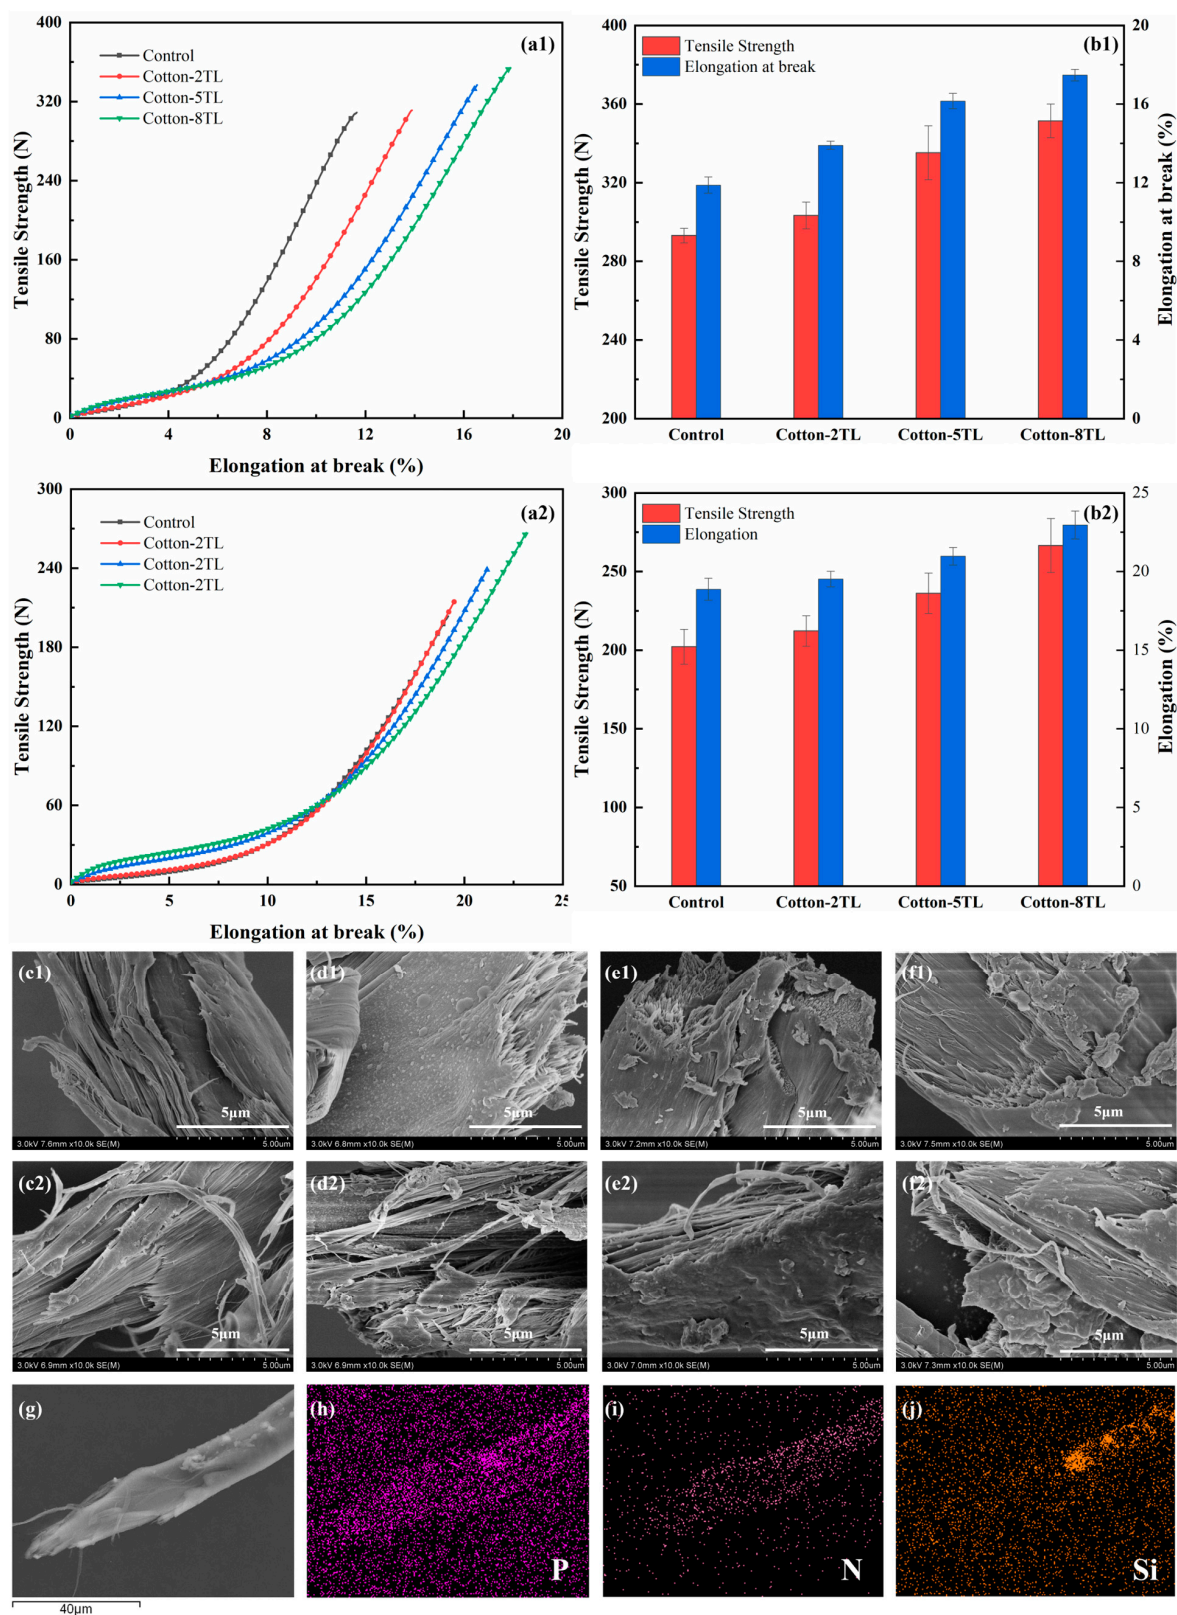 400
320
240
160
80
0
Tensile Strength (N)
Control
Cotton-2TL
Cotton-5TL
Cotton-8TL
(a1)
0 4 8 12 16 20
Elongation at break (%)
400
360
320
280
240
200
Tensile Strength (N)
Tensile Strength
Elongation at break
(b1)
20
16
12
8
4
0
Elongation at break (%)
Control Cotton-2TL Cotton-5TL Cotton-8TL
300
240
180
120
60
0
Tensile Strength (N)
Control
Cotton-2TL
Cotton-2TL
Cotton-2TL
(a2)
0 5 10 15 20 25
Elongation at break (%)
300
250
200
150
100
50
Tensile Strength (N)
Tensile Strength
Elongation
(b2)
25
20
15
10
5
0
Elongation (%)
Control Cotton-2TL Cotton-5TL Cotton-8TL
(c1)
5μm
3.0kV 7.6mm x10.0k SE(M) 5.00um
(d1)
5μm
3.0kV 6.8mm x10.0k SE(M) 5.00um
(e1)
5μm
3.0kV 7.2mm x10.0k SE(M) 5.00um
(f1)
5μm
3.0kV 7.5mm x10.0k SE(M) 5.00um
(c2)
5μm
3.0kV 6.9mm x10.0k SE(M) 5.00um
(d2)
5μm
3.0kV 6.9mm x10.0k SE(M) 5.00um
(e2)
5μm
3.0kV 7.0mm x10.0k SE(M) 5.00um
(f2)
5μm
3.0kV 7.3mm x10.0k SE(M) 5.00um
(g)
40μm
(h)
P
(i)
N
(j)
Si